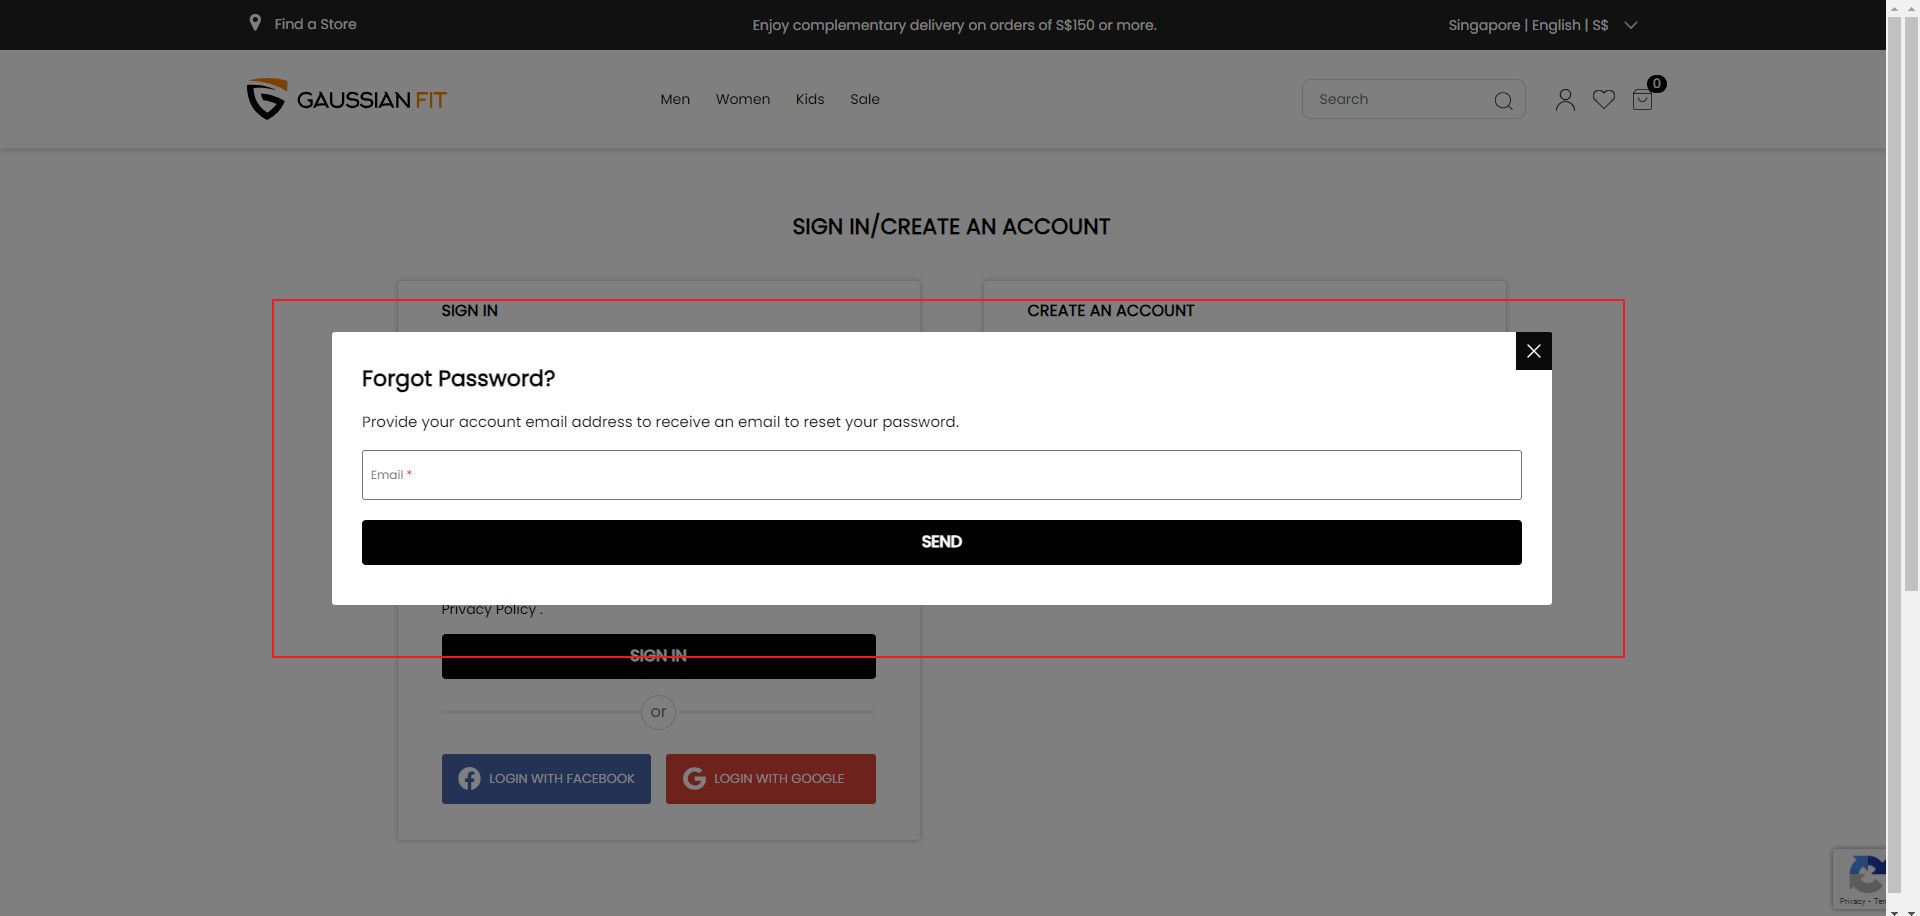 Find a Store
Enjoy complementary delivery on orders of S$150 or more.
Singapore | English | S$
GAUSSIAN FIT
Men Women Kids Sale
Search
0
SIGN IN/CREATE AN ACCOUNT
SIGN IN
CREATE AN ACCOUNT
Forgot Password?
Provide your account email address to receive an email to reset your password.
Email *
SEND
Privacy Policy .
SIGN IN
or
LOGIN WITH FACEBOOK
LOGIN WITH GOOGLE
Privacy -